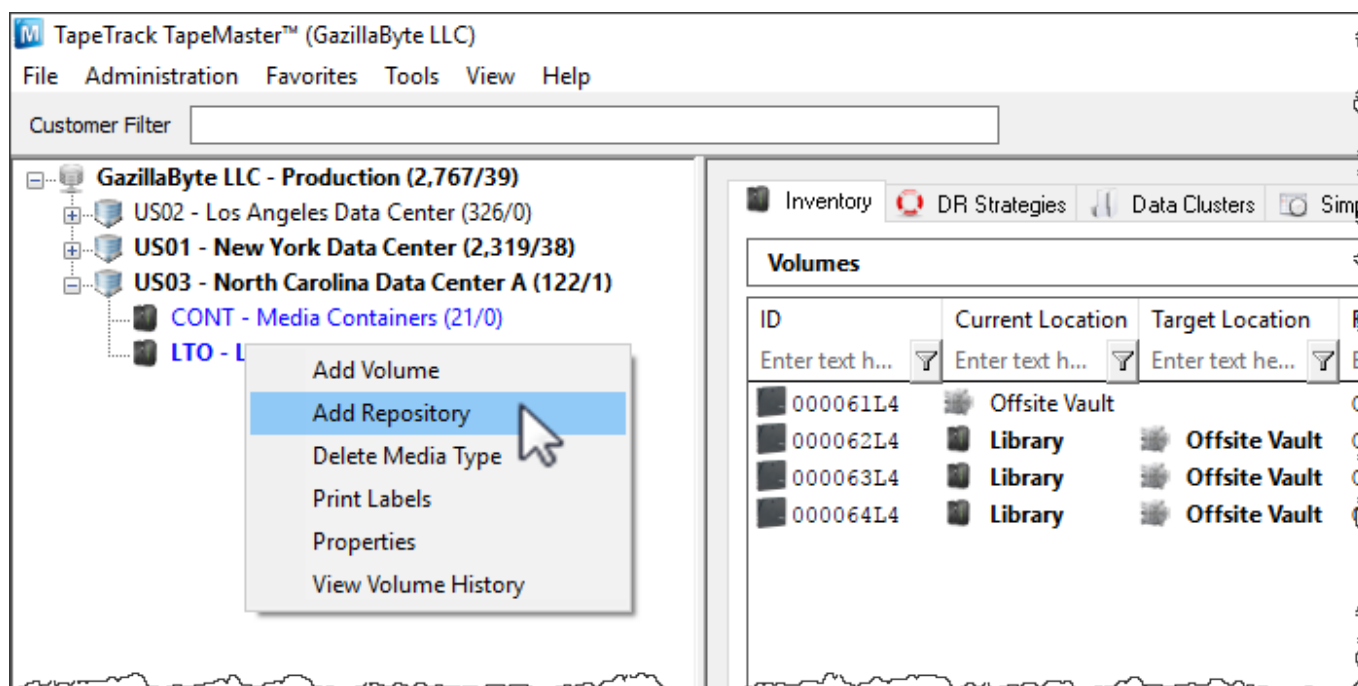 TapeTrack TapeMaster™ (GazillaByte LLC)
File Administration Favorites Tools View Help
Customer Filter
GazillaByte LLC - Production (2,767/39)
US02 - Los Angeles Data Center (326/0)
US01 - New York Data Center (2,319/38)
US03 - North Carolina Data Center A (122/1)
CONT - Media Containers (21/0)
LTO - L
Add Volume
Add Repository
Delete Media Type
Print Labels
Properties
View Volume History
Inventory DR Strategies Data Clusters
Volumes
ID Current Location Target Location
Enter text h... Enter text h... Enter text he...
000061L4 Offsite Vault
000062L4 Library Offsite Vault
000063L4 Library Offsite Vault
000064L4 Library Offsite Vault